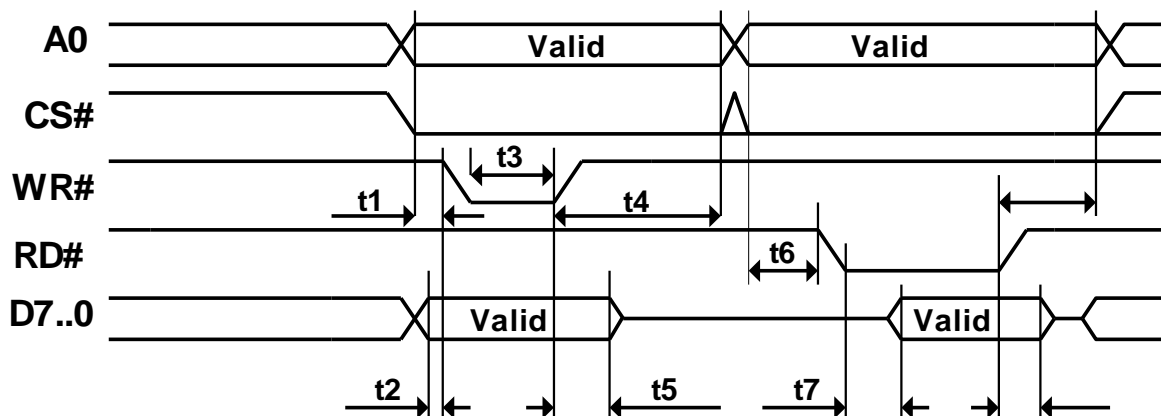 A0 Valid Valid
CS#
WR# t3
t1 t4
RD# t6
D7..0 Valid Valid
t2 t5 t7